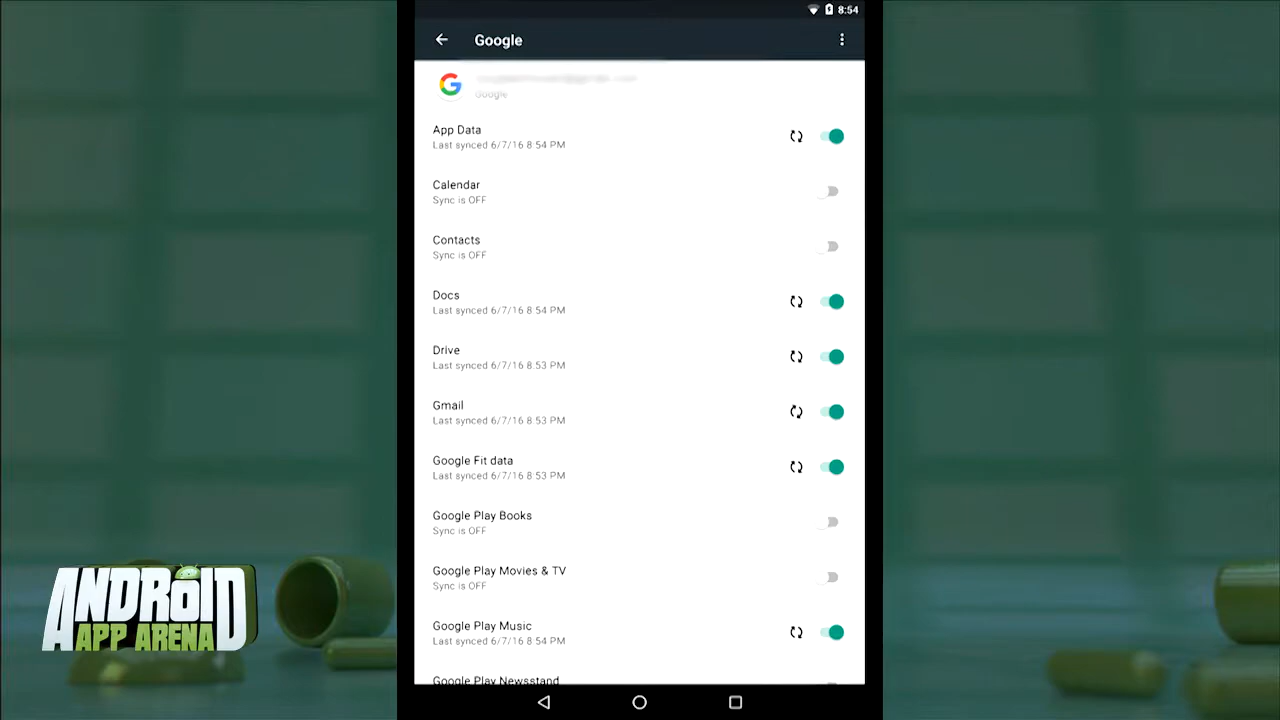 8:54
Google
Google
App Data
Last synced 6/7/16 8:54 PM
Calendar
Sync is OFF
Contacts
Sync is OFF
Docs
Last synced 6/7/16 8:54 PM
Drive
Last synced 6/7/16 8:53 PM
Gmail
Last synced 6/7/16 8:53 PM
Google Fit data
Last synced 6/7/16 8:53 PM
Google Play Books
Sync is OFF
Google Play Movies & TV
Sync is OFF
Google Play Music
Last synced 6/7/16 8:54 PM
Google Play Newsstand
ANDROID
APP ARENA